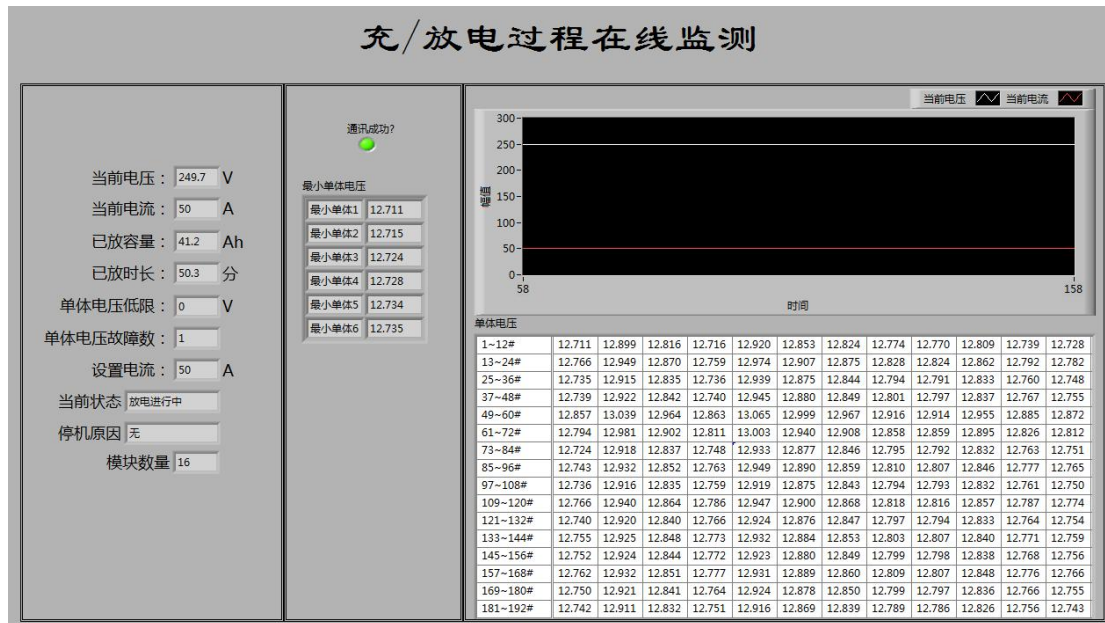 充/放电过程在线监测
当前电压： 249.7 V
当前电流： 50 A
已放容量： 41.2 Ah
已放时长： 50.3 分
单体电压低限： 0 V
单体电压故障数： 1
设置电流： 50 A
当前状态 放电进行中
停机原因 无
模块数量 16
通讯成功?
最小单体电压
最小单体1 12.711
最小单体2 12.715
最小单体3 12.724
最小单体4 12.728
最小单体5 12.734
最小单体6 12.735
当前电压 当前电流
300
250
200
150
100
50
0
幅值
58 158
时间
单体电压
1~12# 12.711 12.899 12.816 12.716 12.920 12.853 12.824 12.774 12.770 12.809 12.739 12.728
13~24# 12.766 12.949 12.870 12.759 12.974 12.907 12.875 12.828 12.824 12.862 12.792 12.782
25~36# 12.735 12.915 12.835 12.736 12.939 12.875 12.844 12.794 12.791 12.833 12.760 12.748
37~48# 12.739 12.922 12.842 12.740 12.945 12.880 12.849 12.801 12.797 12.837 12.767 12.755
49~60# 12.857 13.039 12.964 12.863 13.065 12.999 12.967 12.916 12.914 12.955 12.885 12.872
61~72# 12.794 12.981 12.902 12.811 13.003 12.940 12.908 12.858 12.859 12.895 12.826 12.812
73~84# 12.724 12.918 12.837 12.748 12.933 12.877 12.846 12.795 12.792 12.832 12.763 12.751
85~96# 12.743 12.932 12.852 12.763 12.949 12.890 12.859 12.810 12.807 12.846 12.777 12.765
97~108# 12.736 12.916 12.835 12.759 12.919 12.875 12.843 12.794 12.793 12.832 12.761 12.750
109~120# 12.766 12.940 12.864 12.786 12.947 12.900 12.868 12.818 12.816 12.857 12.787 12.774
121~132# 12.740 12.920 12.840 12.766 12.924 12.876 12.847 12.797 12.794 12.833 12.764 12.754
133~144# 12.755 12.925 12.848 12.773 12.932 12.884 12.853 12.803 12.807 12.840 12.771 12.759
145~156# 12.752 12.924 12.844 12.772 12.923 12.880 12.849 12.799 12.798 12.838 12.768 12.756
157~168# 12.762 12.932 12.851 12.777 12.931 12.889 12.860 12.809 12.807 12.848 12.776 12.766
169~180# 12.750 12.921 12.841 12.764 12.924 12.878 12.850 12.799 12.797 12.836 12.766 12.755
181~192# 12.742 12.911 12.832 12.751 12.916 12.869 12.839 12.789 12.786 12.826 12.756 12.743